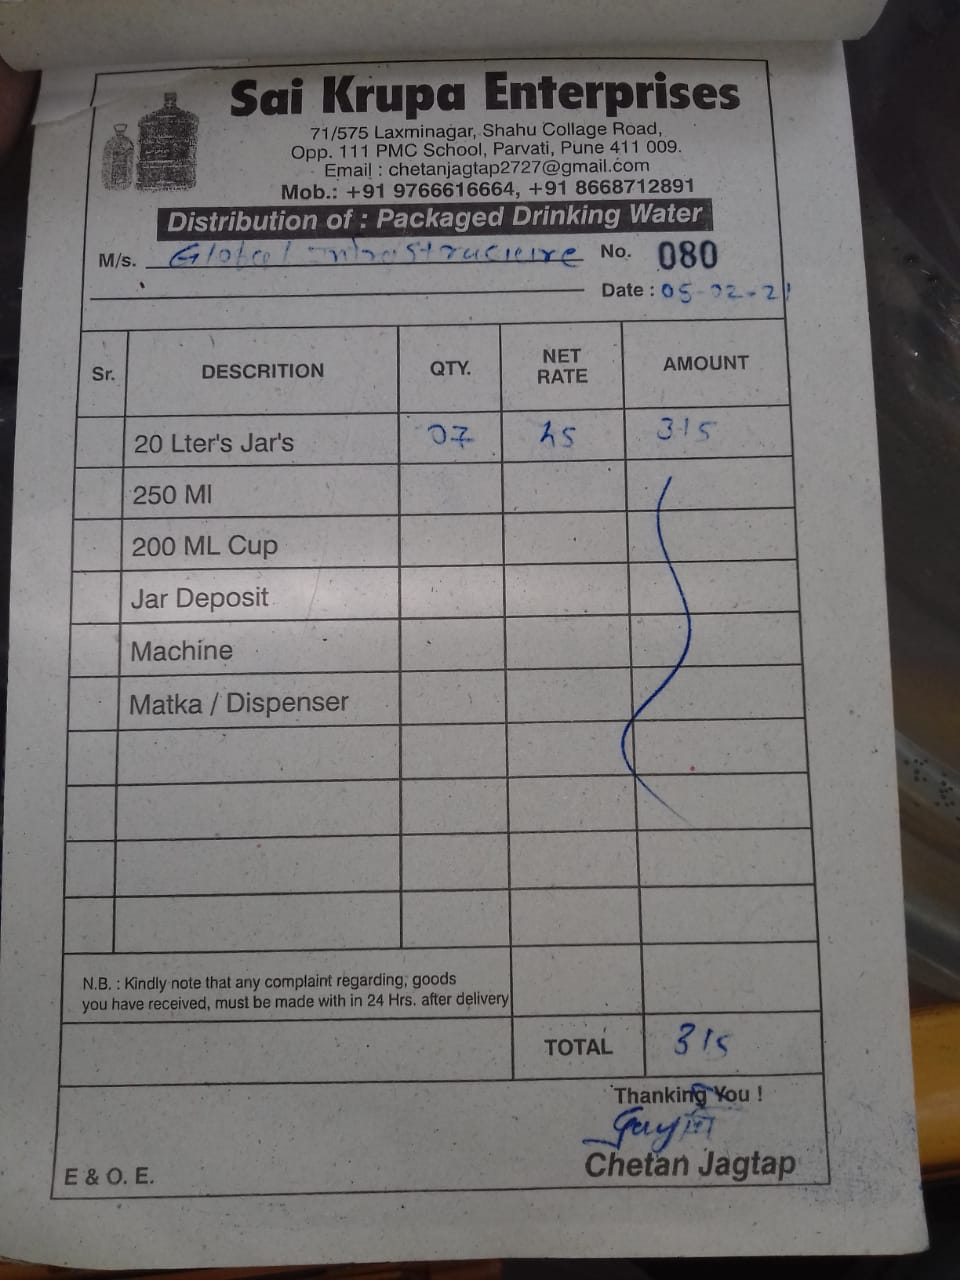 Sai Krupa Enterprises
71/575 Laxminagar, Shahu Collage Road,
Opp. 111 PMC School, Parvati, Pune 411 009.
Email : chetanjagtap2727@gmail.com
Mob.: +91 9766616664, +91 8668712891
Distribution of : Packaged Drinking Water
M/s. Global No. 080
Date : 05-02-21
Sr. DESCRITION QTY. NET RATE AMOUNT
20 Lter's Jar's 07 45 315
250 Ml
200 ML Cup
Jar Deposit
Machine
Matka / Dispenser
N.B. : Kindly note that any complaint regarding, goods
you have received, must be made with in 24 Hrs. after delivery
TOTAL 315
Thanking You !
Chetan Jagtap
E & O. E.